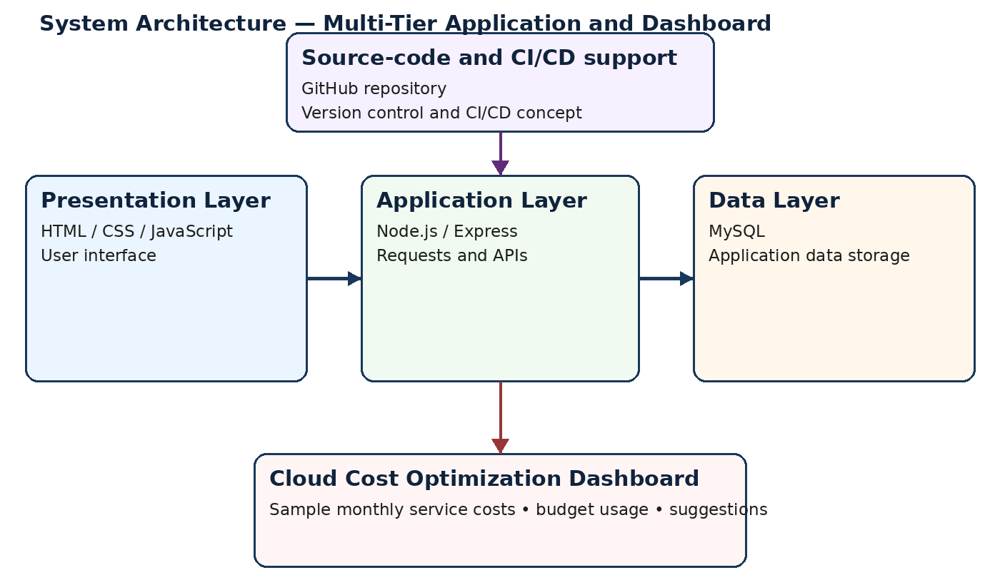 System Architecture — Multi-Tier Application and Dashboard
Source-code and CI/CD support
GitHub repository
Version control and CI/CD concept
Presentation Layer
HTML / CSS / JavaScript
User interface
Application Layer
Node.js / Express
Requests and APIs
Data Layer
MySQL
Application data storage
Cloud Cost Optimization Dashboard
Sample monthly service costs • budget usage • suggestions